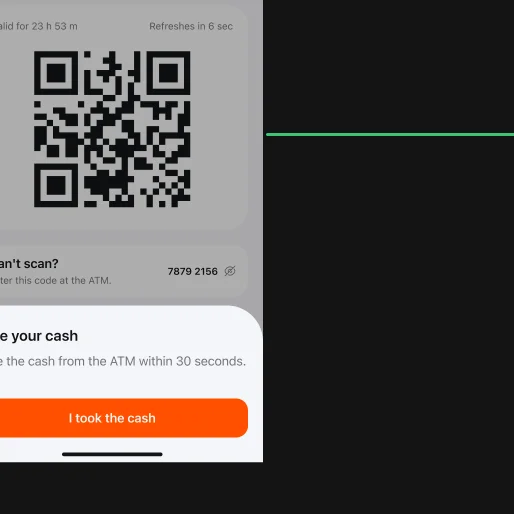 alid for 23 h 53 m
Refreshes in 6 sec
an't scan?
ter this code at the ATM.
7879 2156
e your cash
e the cash from the ATM within 30 seconds.
I took the cash